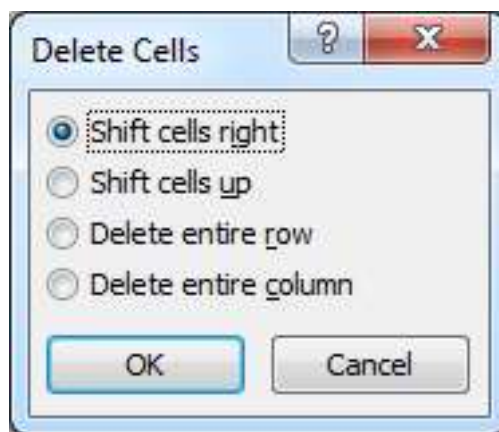 Delete Cells
Shift cells right
Shift cells up
Delete entire row
Delete entire column
OK Cancel